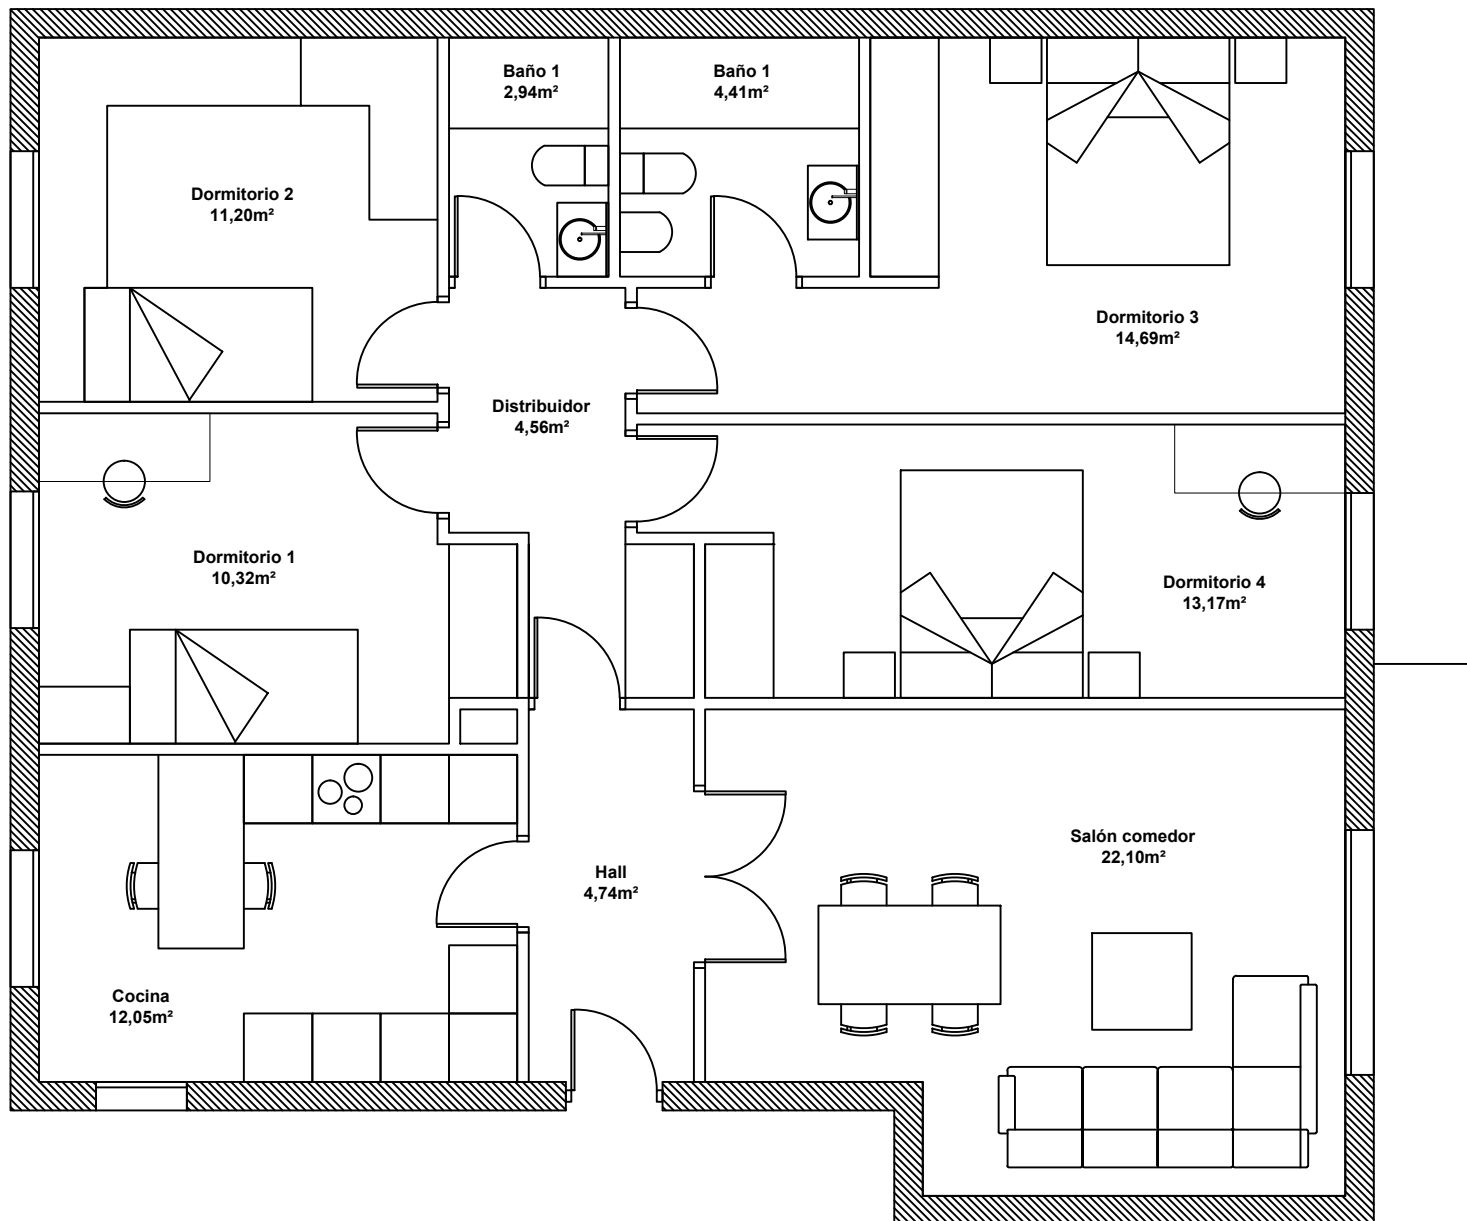 Baño 1
2,94m²
Baño 1
4,41m²
Dormitorio 2
11,20m²
Dormitorio 3
14,69m²
Distribuidor
4,56m²
Dormitorio 1
10,32m²
Dormitorio 4
13,17m²
Salón comedor
22,10m²
Hall
4,74m²
Cocina
12,05m²